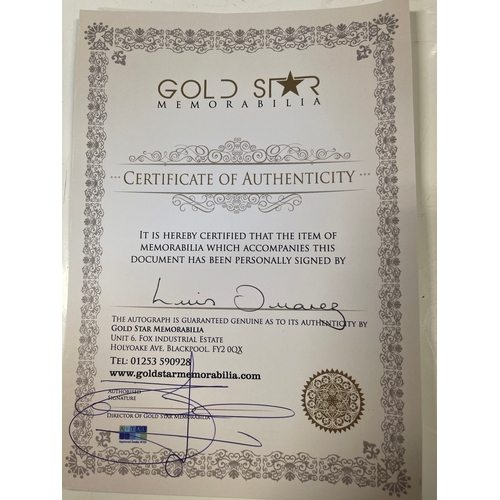 GOLD STAR
MEMORABILIA
CERTIFICATE OF AUTHENTICITY
IT IS HEREBY CERTIFIED THAT THE ITEM OF
MEMORABILIA WHICH ACCOMPANIES THIS
DOCUMENT HAS BEEN PERSONALLY SIGNED BY
Luis Suarez
THE AUTOGRAPH IS GUARANTEED GENUINE AS TO ITS AUTHENTICITY BY
GOLD STAR MEMORABILIA
UNIT 6, FOX INDUSTRIAL ESTATE
HOLYOAKE AVE, BLACKPOOL, FY2 0QX
TEL: 01253 590928
www.goldstarmemorabilia.com
AUTHORISED
SIGNATURE
DIRECTOR OF GOLD STAR MEMORABILIA